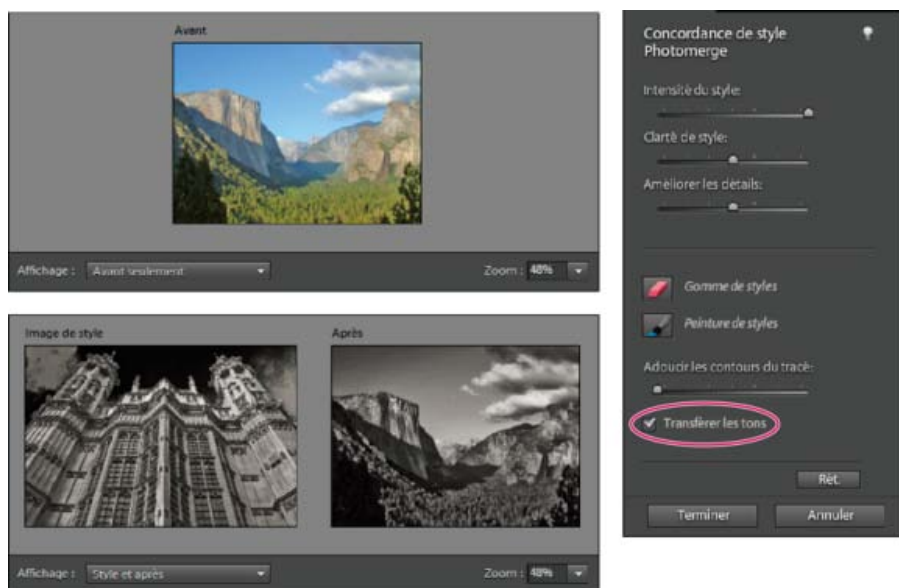 Avant
Affichage : Avant seulement
Zoom : 48%
Image de style
Après
Affichage : Style et après
Zoom : 48%
Concordance de style
Photomerge
Intensité du style:
Clarté de style:
Améliorer les détails:
Gomme de styles
Peinture de styles
Adoucir les contours du tracé:
Transférer les tons
Rét.
Terminer
Annuler